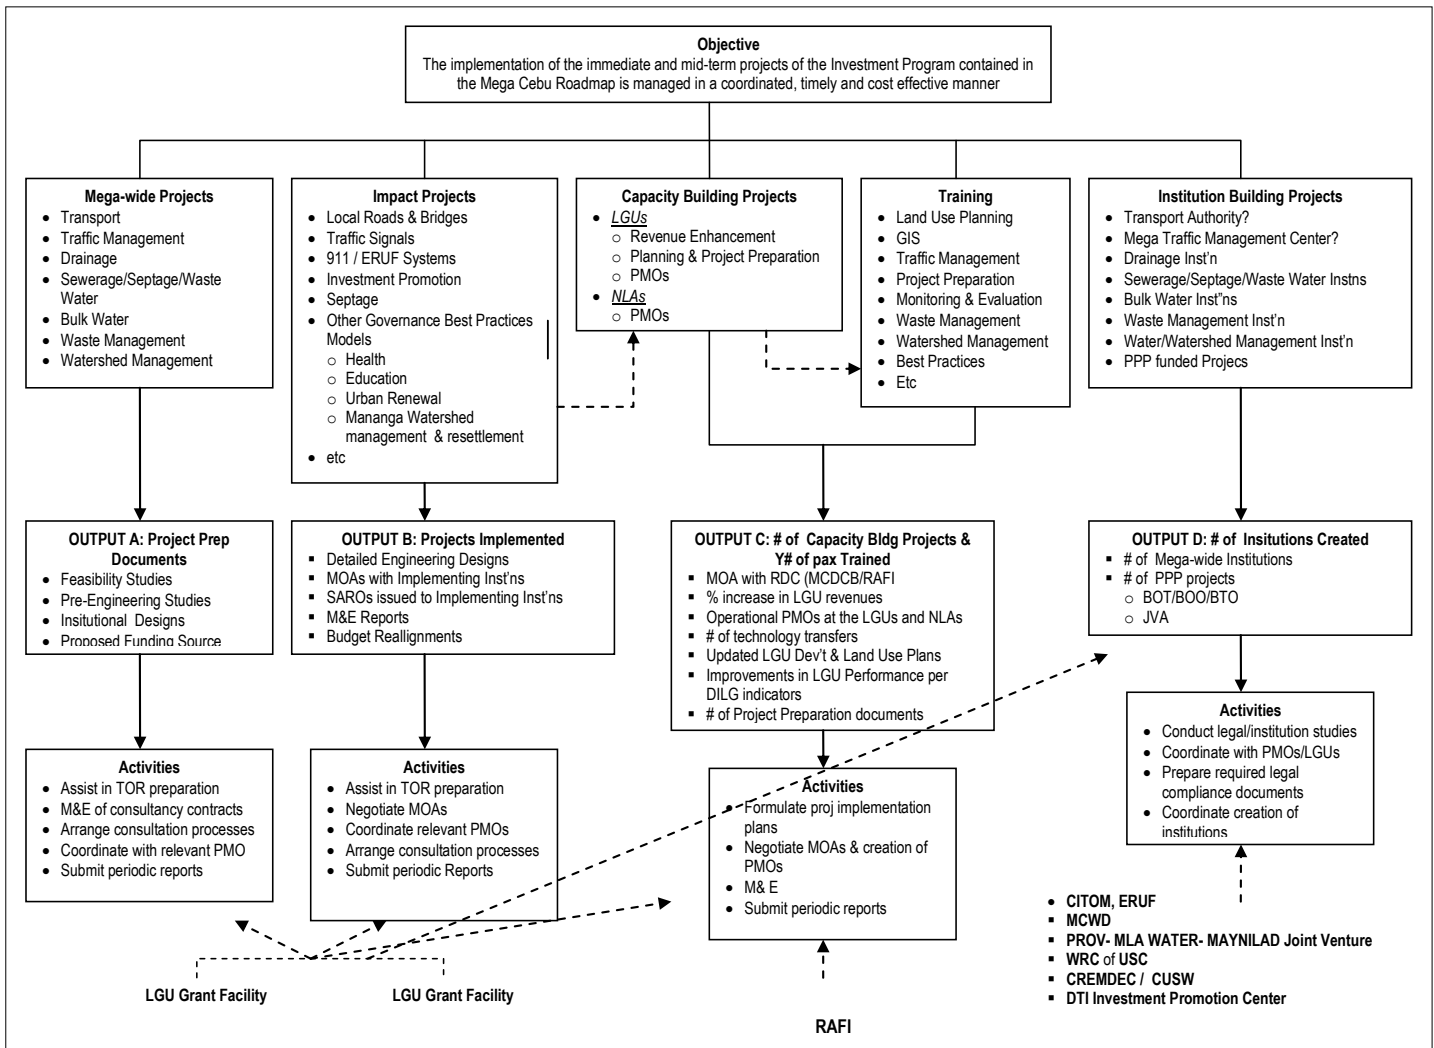 Objective
The implementation of the immediate and mid-term projects of the Investment Program contained in
the Mega Cebu Roadmap is managed in a coordinated, timely and cost effective manner
Mega-wide Projects
• Transport
• Traffic Management
• Drainage
• Sewerage/Septage/Waste
Water
• Bulk Water
• Waste Management
• Watershed Management
Impact Projects
• Local Roads & Bridges
• Traffic Signals
• 911 / ERUF Systems
• Investment Promotion
• Septage
• Other Governance Best Practices
Models
o Health
o Education
o Urban Renewal
o Mananga Watershed
management & resettlement
• etc
Capacity Building Projects
• LGUs
o Revenue Enhancement
o Planning & Project Preparation
o PMOs
• NLAs
o PMOs
Training
• Land Use Planning
• GIS
• Traffic Management
• Project Preparation
• Monitoring & Evaluation
• Waste Management
• Watershed Management
• Best Practices
• Etc
Institution Building Projects
• Transport Authority?
• Mega Traffic Management Center?
• Drainage Inst'n
• Sewerage/Septage/Waste Water Instns
• Bulk Water Inst"ns
• Waste Management Inst'n
• Water/Watershed Management Inst'n
• PPP funded Projecs
OUTPUT A: Project Prep
Documents
• Feasibility Studies
• Pre-Engineering Studies
• Insitutional Designs
• Proposed Funding Source
OUTPUT B: Projects Implemented
▪ Detailed Engineering Designs
▪ MOAs with Implementing Inst'ns
▪ SAROs issued to Implementing Inst'ns
▪ M&E Reports
▪ Budget Reallignments
OUTPUT C: # of Capacity Bldg Projects &
Y# of pax Trained
▪ MOA with RDC (MCDCB/RAFI
▪ % increase in LGU revenues
▪ Operational PMOs at the LGUs and NLAs
▪ # of technology transfers
▪ Updated LGU Dev't & Land Use Plans
▪ Improvements in LGU Performance per
DILG indicators
▪ # of Project Preparation documents
OUTPUT D: # of Insitutions Created
▪ # of Mega-wide Institutions
▪ # of PPP projects
o BOT/BOO/BTO
o JVA
Activities
• Assist in TOR preparation
• M&E of consultancy contracts
• Arrange consultation processes
• Coordinate with relevant PMO
• Submit periodic reports
Activities
• Assist in TOR preparation
• Negotiate MOAs
• Coordinate relevant PMOs
• Arrange consultation processes
• Submit periodic Reports
Activities
• Formulate proj implementation
plans
• Negotiate MOAs & creation of
PMOs
• M& E
• Submit periodic reports
Activities
• Conduct legal/institution studies
• Coordinate with PMOs/LGUs
• Prepare required legal
compliance documents
• Coordinate creation of
institutions
LGU Grant Facility
LGU Grant Facility
RAFI
• CITOM, ERUF
▪ MCWD
▪ PROV- MLA WATER- MAYNILAD Joint Venture
▪ WRC of USC
▪ CREMDEC / CUSW
▪ DTI Investment Promotion Center